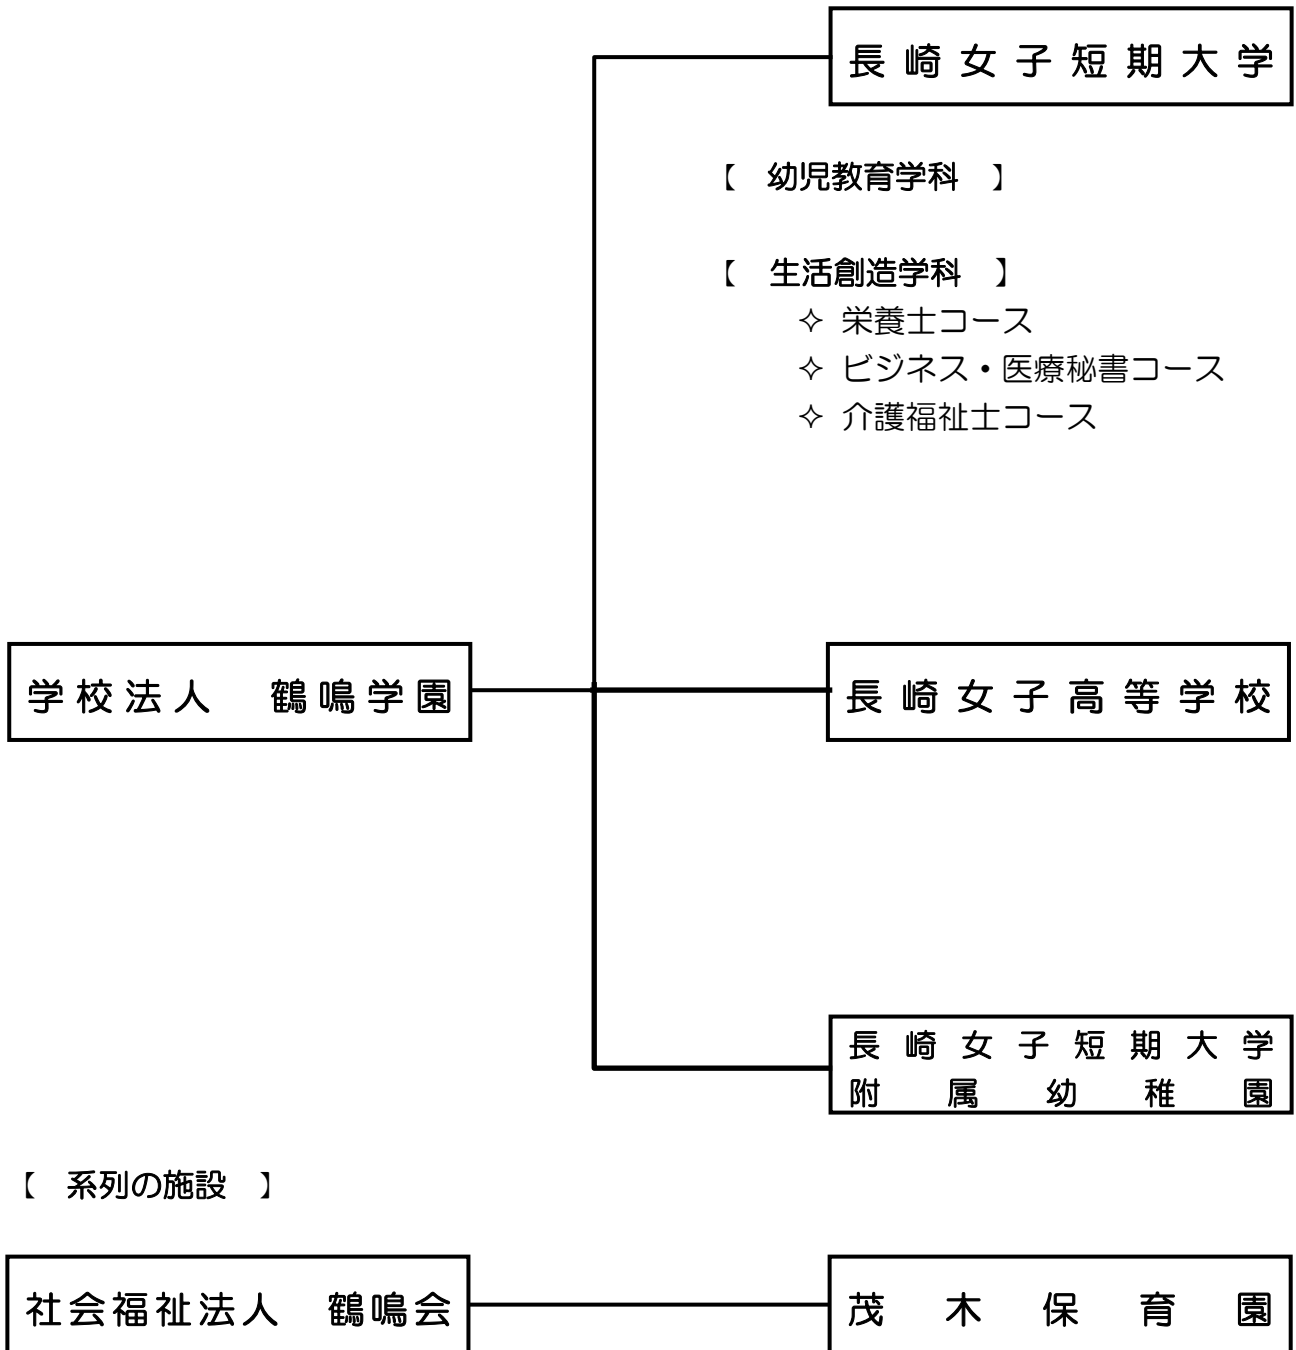 長崎女子短期大学
【　幼児教育学科　】
【　生活創造学科　】
✧ 栄養士コース
✧ ビジネス・医療秘書コース
✧ 介護福祉士コース
学校法人　鶴鳴学園
長崎女子高等学校
長崎女子短期大学
附属幼稚園
【　系列の施設　】
社会福祉法人　鶴鳴会
茂木保育園